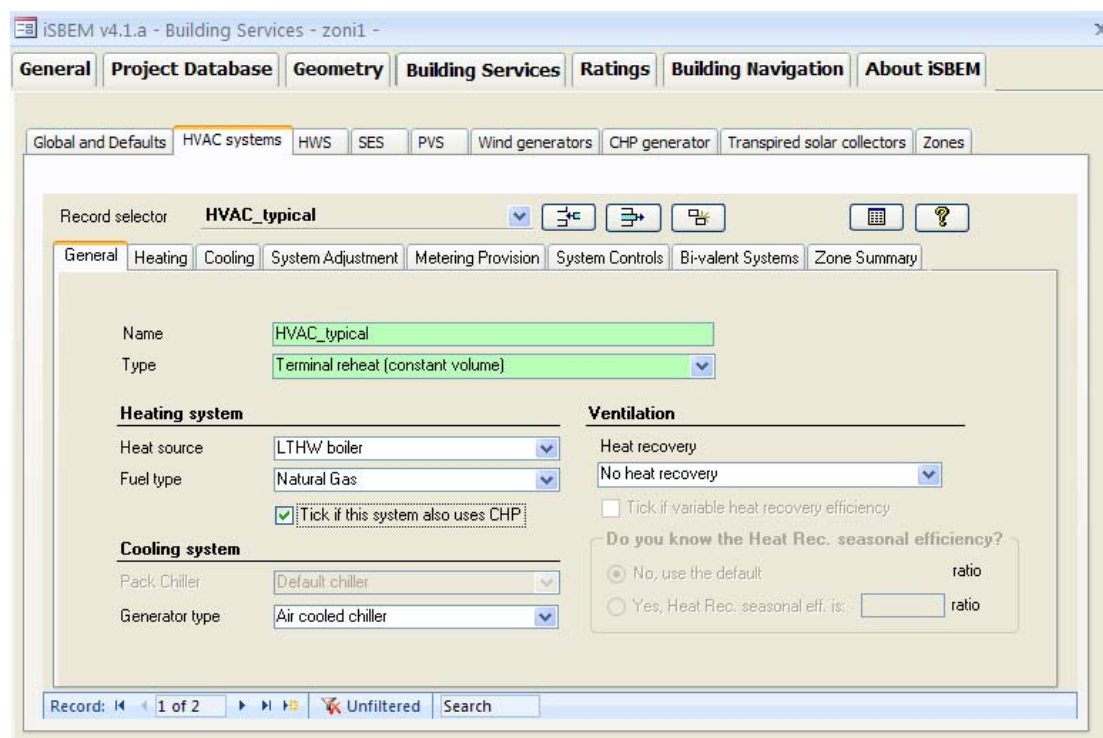 iSBEM v4.1.a - Building Services - zoni1 -
General Project Database Geometry Building Services Ratings Building Navigation About iSBEM
Global and Defaults HVAC systems HWS SES PVS Wind generators CHP generator Transpired solar collectors Zones
Record selector HVAC_typical
General Heating Cooling System Adjustment Metering Provision System Controls Bi-valent Systems Zone Summary
Name HVAC_typical
Type Terminal reheat (constant volume)
Heating system Ventilation
Heat source LTHW boiler Heat recovery
Fuel type Natural Gas No heat recovery
Tick if this system also uses CHP Tick if variable heat recovery efficiency
Cooling system Do you know the Heat Rec. seasonal efficiency?
Pack Chiller Default chiller No, use the default ratio
Generator type Air cooled chiller Yes, Heat Rec. seasonal eff. is: ratio
Record: 1 of 2 Unfiltered Search